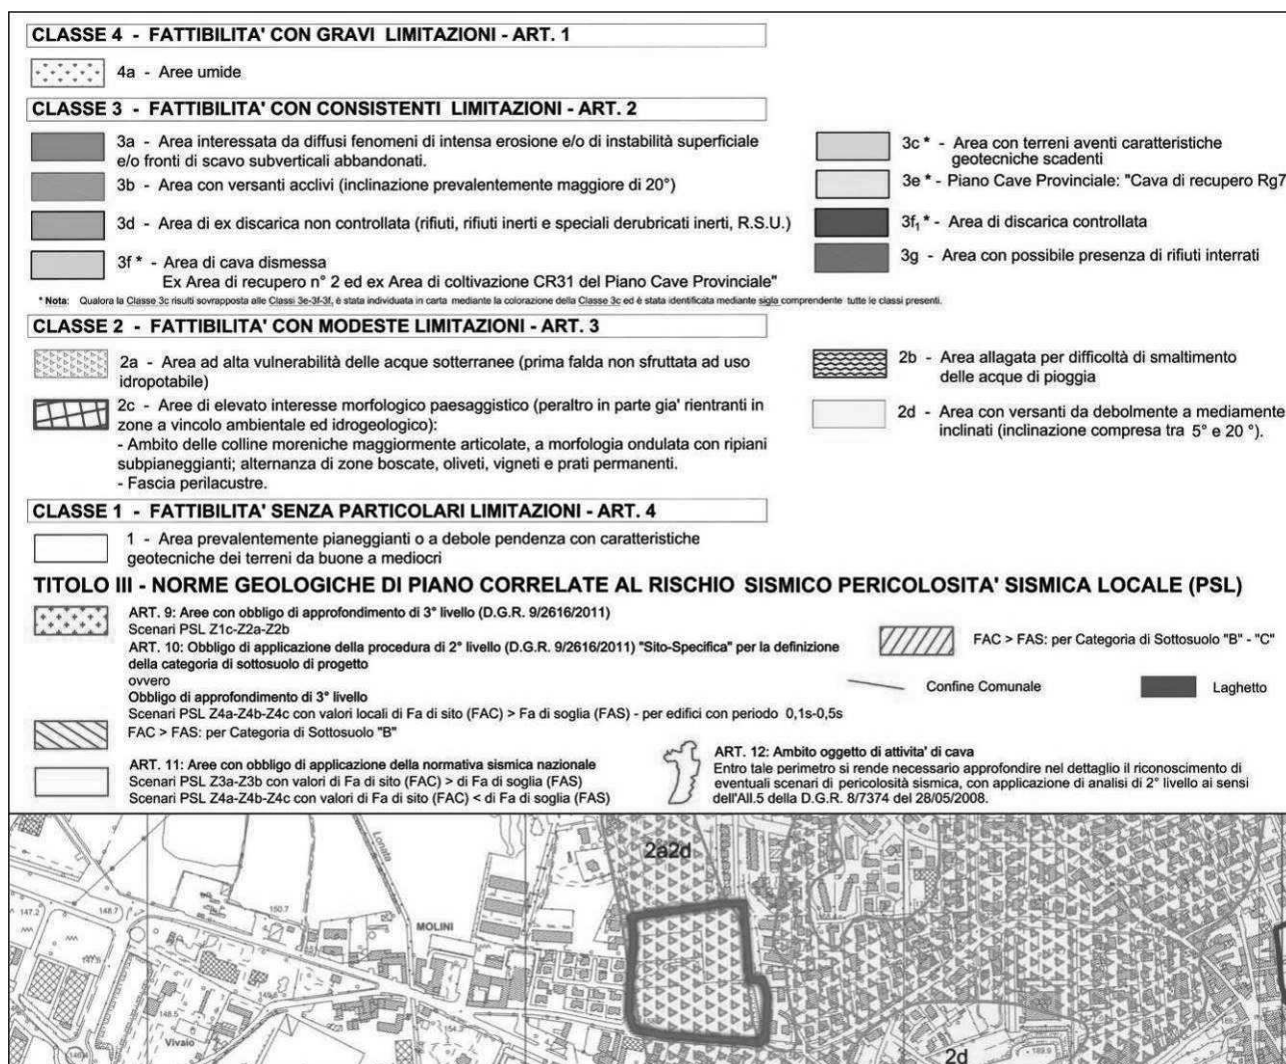 CLASSE 4 - FATTIBILITA' CON GRAVI LIMITAZIONI - ART. 1
4a - Aree umide
CLASSE 3 - FATTIBILITA' CON CONSISTENTI LIMITAZIONI - ART. 2
3a - Area interessata da diffusi fenomeni di intensa erosione e/o di instabilità superficiale
e/o fronti di scavo subverticali abbandonati.
3b - Area con versanti acclivi (inclinazione prevalentemente maggiore di 20°)
3d - Area di ex discarica non controllata (rifiuti, rifiuti inerti e speciali derubricati inerti, R.S.U.)
3f * - Area di cava dismessa
Ex Area di recupero n° 2 ed ex Area di coltivazione CR31 del Piano Cave Provinciale"
3c * - Area con terreni aventi caratteristiche
geotecniche scadenti
3e * - Piano Cave Provinciale: "Cava di recupero Rg7
3f₁ * - Area di discarica controllata
3g - Area con possibile presenza di rifiuti interrati
* Nota: Qualora la Classe 3c risulti sovrapposta alle Classi 3e-3f-3f, è stata individuata in carta mediante la colorazione della Classe 3c ed è stata identificata mediante sigla comprendente tutte le classi presenti.
CLASSE 2 - FATTIBILITA' CON MODESTE LIMITAZIONI - ART. 3
2a - Area ad alta vulnerabilità delle acque sotterranee (prima falda non sfruttata ad uso
idropotabile)
2c - Aree di elevato interesse morfologico paesaggistico (peraltro in parte gia' rientranti in
zone a vincolo ambientale ed idrogeologico):
- Ambito delle colline moreniche maggiormente articolate, a morfologia ondulata con ripiani
subpianeggianti; alternanza di zone boscate, oliveti, vigneti e prati permanenti.
- Fascia perilacustre.
2b - Area allagata per difficoltà di smaltimento
delle acque di pioggia
2d - Area con versanti da debolmente a mediamente
inclinati (inclinazione compresa tra 5° e 20 °).
CLASSE 1 - FATTIBILITA' SENZA PARTICOLARI LIMITAZIONI - ART. 4
1 - Area prevalentemente pianeggianti o a debole pendenza con caratteristiche
geotecniche dei terreni da buone a mediocri
TITOLO III - NORME GEOLOGICHE DI PIANO CORRELATE AL RISCHIO SISMICO PERICOLOSITA' SISMICA LOCALE (PSL)
ART. 9: Aree con obbligo di approfondimento di 3° livello (D.G.R. 9/2616/2011)
Scenari PSL Z1c-Z2a-Z2b
ART. 10: Obbligo di applicazione della procedura di 2° livello (D.G.R. 9/2616/2011) "Sito-Specifica" per la definizione
della categoria di sottosuolo di progetto
ovvero
Obbligo di approfondimento di 3° livello
Scenari PSL Z4a-Z4b-Z4c con valori locali di Fa di sito (FAC) > Fa di soglia (FAS) - per edifici con periodo 0,1s-0,5s
FAC > FAS: per Categoria di Sottosuolo "B"
ART. 11: Aree con obbligo di applicazione della normativa sismica nazionale
Scenari PSL Z3a-Z3b con valori di Fa di sito (FAC) > di Fa di soglia (FAS)
Scenari PSL Z4a-Z4b-Z4c con valori di Fa di sito (FAC) < di Fa di soglia (FAS)
FAC > FAS: per Categoria di Sottosuolo "B" - "C"
Confine Comunale
Laghetto
ART. 12: Ambito oggetto di attivita' di cava
Entro tale perimetro si rende necessario approfondire nel dettaglio il riconoscimento di
eventuali scenari di pericolosità sismica, con applicazione di analisi di 2° livello ai sensi
dell'All.5 della D.G.R. 8/7374 del 28/05/2008.
2a2d
147.2
148.7
150.7
MOLINI
148.5
Vivaio
2d